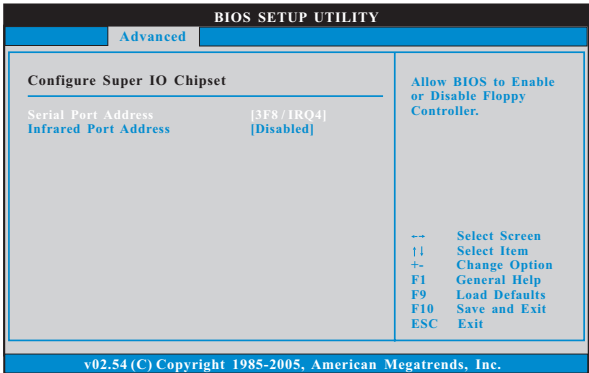 BIOS SETUP UTILITY
Advanced
Configure Super IO Chipset
Serial Port Address [3F8 / IRQ4]
Infrared Port Address [Disabled]
Allow BIOS to Enable
or Disable Floppy
Controller.
←→ Select Screen
↑↓ Select Item
+- Change Option
F1 General Help
F9 Load Defaults
F10 Save and Exit
ESC Exit
v02.54 (C) Copyright 1985-2005, American Megatrends, Inc.